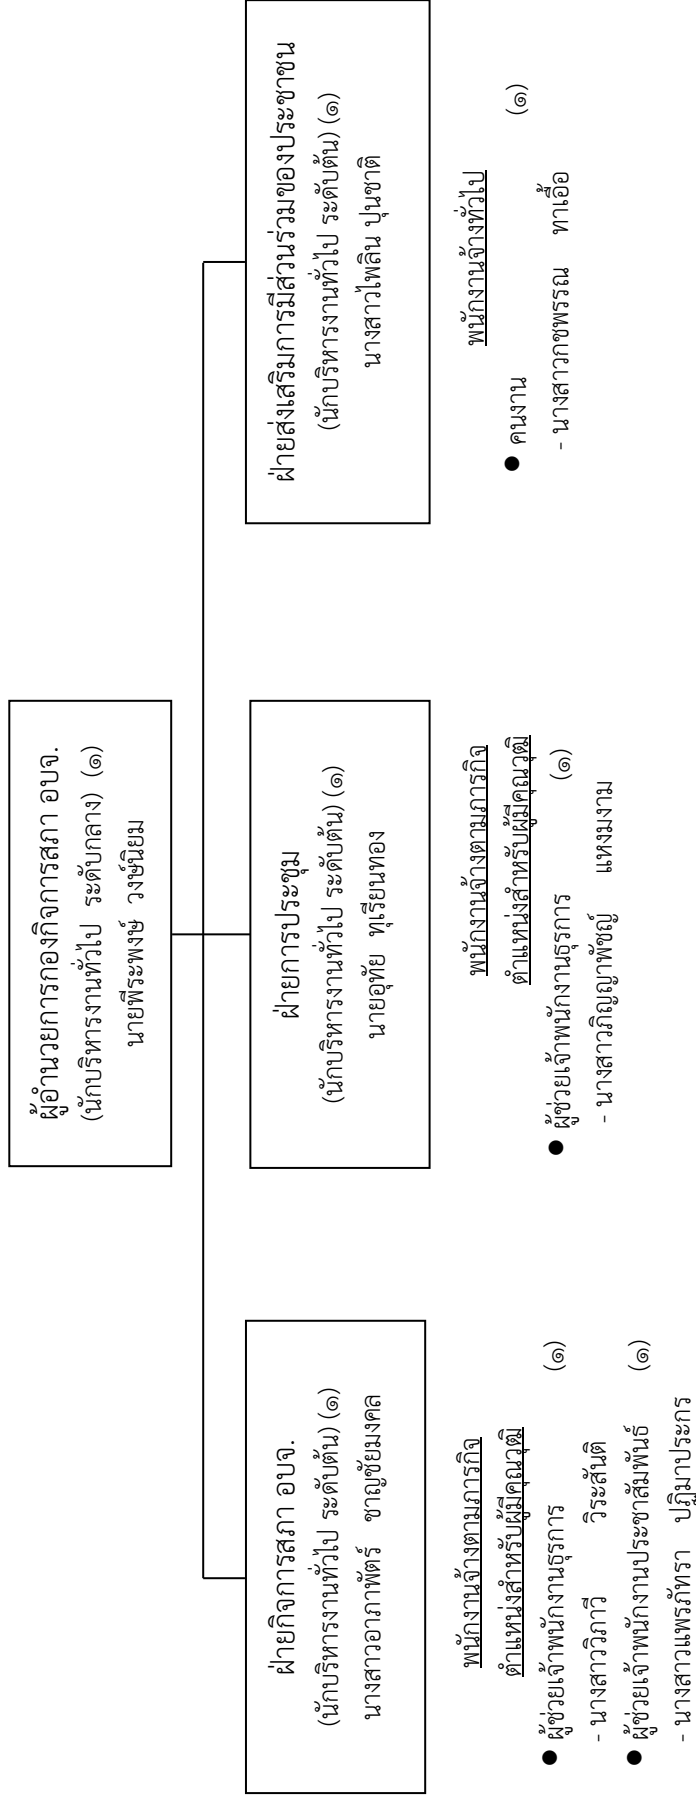 ผู้อำนวยการกองกิจการสภา อบจ.
(นักบริหารงานทั่วไป ระดับกลาง) (๑)
นายพีระพงษ์ วงษ์นิยม
ฝ่ายกิจการสภา อบจ.
(นักบริหารงานทั่วไป ระดับต้น) (๑)
นางสาวอาภาพัตร์ ชาญชัยมงคล
พนักงานจ้างตามภารกิจ
ตำแหน่งสำหรับผู้มีคุณวุฒิ
● ผู้ช่วยเจ้าพนักงานธุรการ (๑)
- นางสาววิภาวี วิระสันติ
● ผู้ช่วยเจ้าพนักงานประชาสัมพันธ์ (๑)
- นางสาวแพรภัทรา ปฏิมาประกร
ฝ่ายการประชุม
(นักบริหารงานทั่วไป ระดับต้น) (๑)
นายอุทัย ทุเรียนทอง
พนักงานจ้างตามภารกิจ
ตำแหน่งสำหรับผู้มีคุณวุฒิ
● ผู้ช่วยเจ้าพนักงานธุรการ (๑)
- นางสาวภิญญาพัชญ์ แหงมงาม
ฝ่ายส่งเสริมการมีส่วนร่วมของประชาชน
(นักบริหารงานทั่วไป ระดับต้น) (๑)
นางสาวไพลิน ปุนชาติ
พนักงานจ้างทั่วไป
● คนงาน (๑)
- นางสาวกชพรรณ ทาเอื้อ